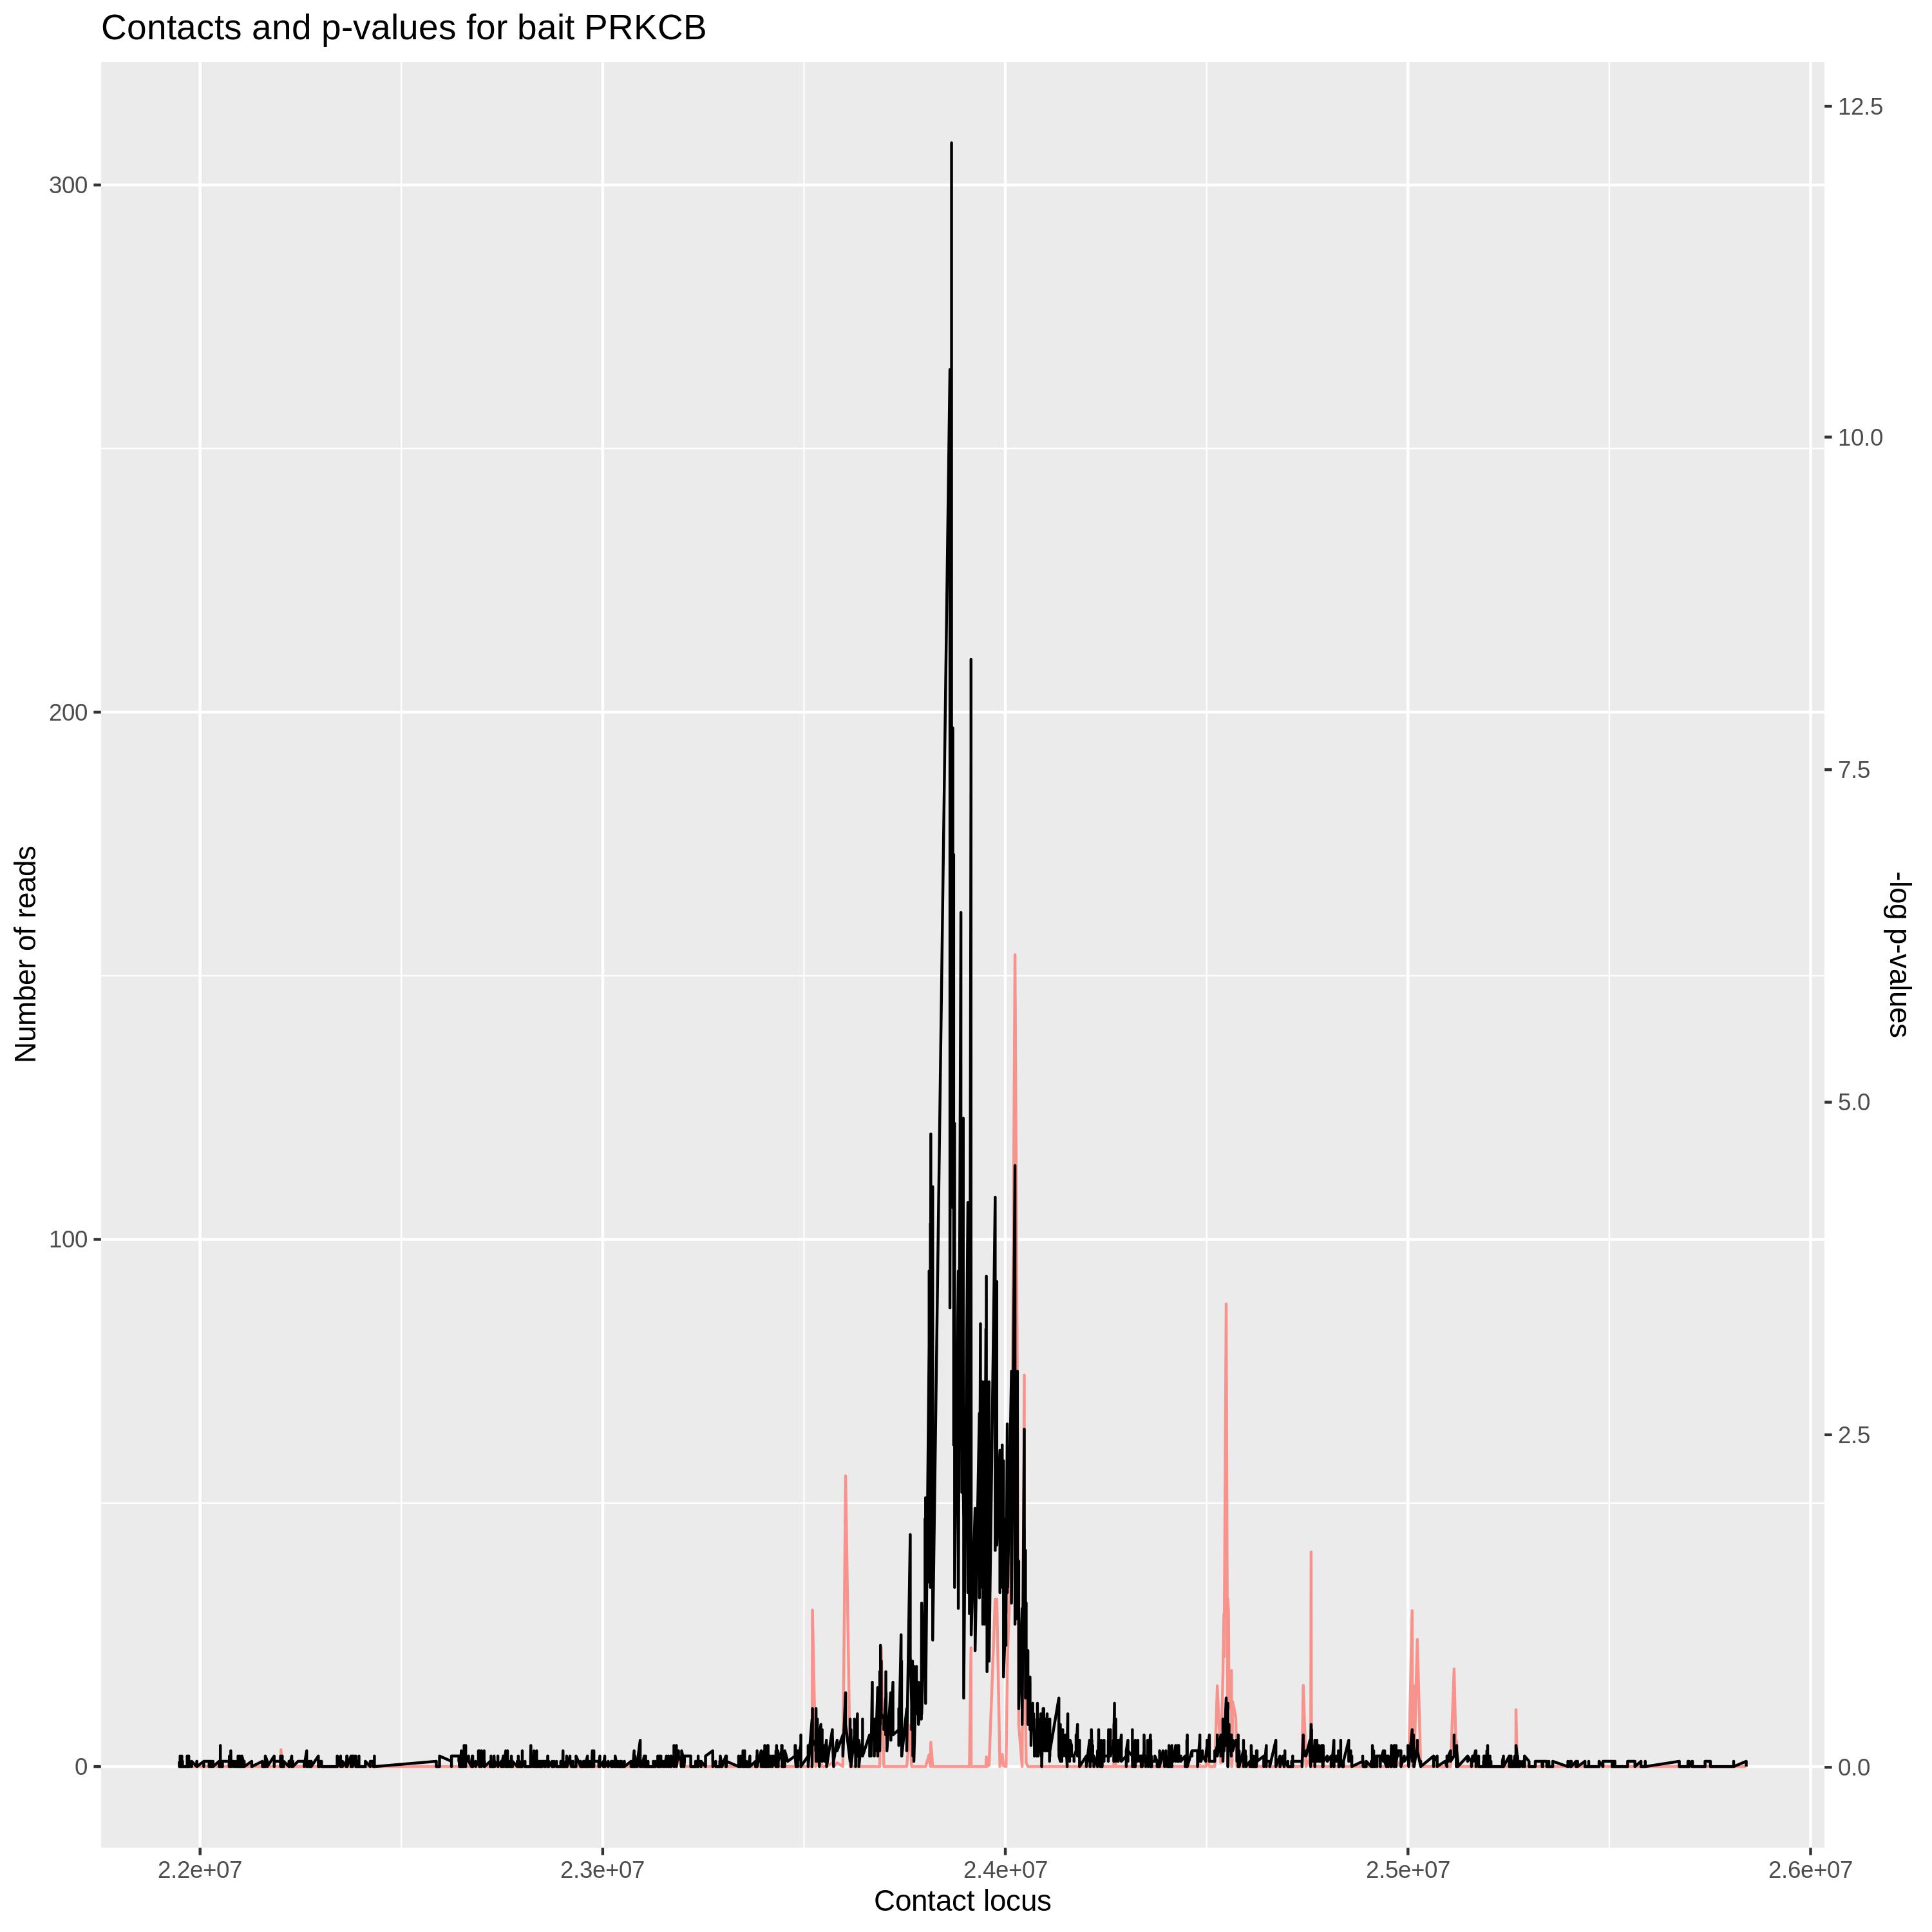 Contacts and p-values for bait PRKCB
Number of reads
300
200
100
0
12.5
10.0
7.5
5.0
2.5
0.0
-log p-values
2.2e+07
2.3e+07
2.4e+07
2.5e+07
2.6e+07
Contact locus